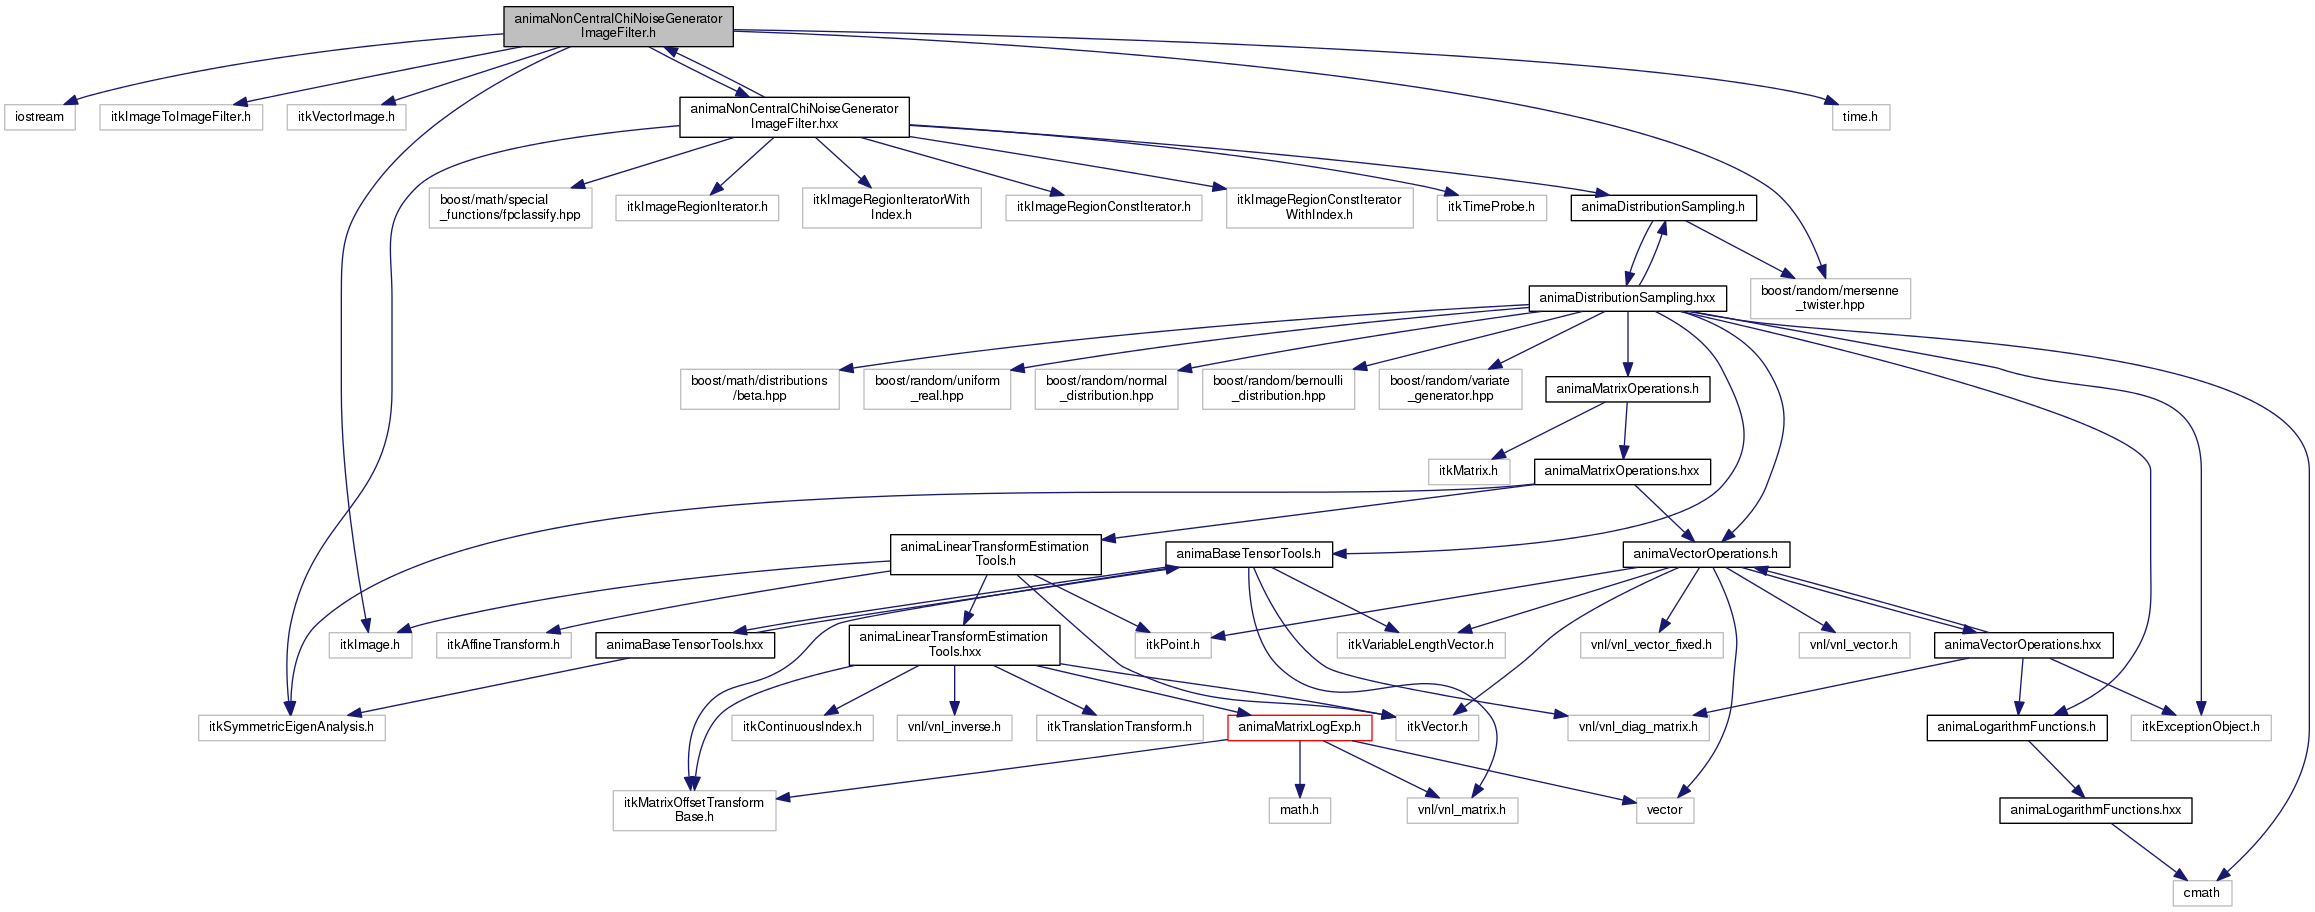 animaNonCentralChiNoiseGenerator
ImageFilter.h
iostream
itkImageToImageFilter.h
itkVectorImage.h
animaNonCentralChiNoiseGenerator
ImageFilter.hxx
time.h
boost/math/special
_functions/fpclassify.hpp
itkImageRegionIterator.h
itkImageRegionIteratorWith
Index.h
itkImageRegionConstIterator.h
itkImageRegionConstIterator
WithIndex.h
itkTimeProbe.h
animaDistributionSampling.h
animaDistributionSampling.hxx
boost/random/mersenne
_twister.hpp
boost/math/distributions
/beta.hpp
boost/random/uniform
_real.hpp
boost/random/normal
_distribution.hpp
boost/random/bernoulli
_distribution.hpp
boost/random/variate
_generator.hpp
animaMatrixOperations.h
itkMatrix.h
animaMatrixOperations.hxx
animaLinearTransformEstimation
Tools.h
animaBaseTensorTools.h
animaVectorOperations.h
itkImage.h
itkAffineTransform.h
animaBaseTensorTools.hxx
animaLinearTransformEstimation
Tools.hxx
itkPoint.h
itkVariableLengthVector.h
vnl/vnl_vector_fixed.h
vnl/vnl_vector.h
animaVectorOperations.hxx
itkSymmetricEigenAnalysis.h
itkContinuousIndex.h
vnl/vnl_inverse.h
itkTranslationTransform.h
animaMatrixLogExp.h
itkVector.h
vnl/vnl_diag_matrix.h
animaLogarithmFunctions.h
itkExceptionObject.h
itkMatrixOffsetTransform
Base.h
math.h
vnl/vnl_matrix.h
vector
animaLogarithmFunctions.hxx
cmath